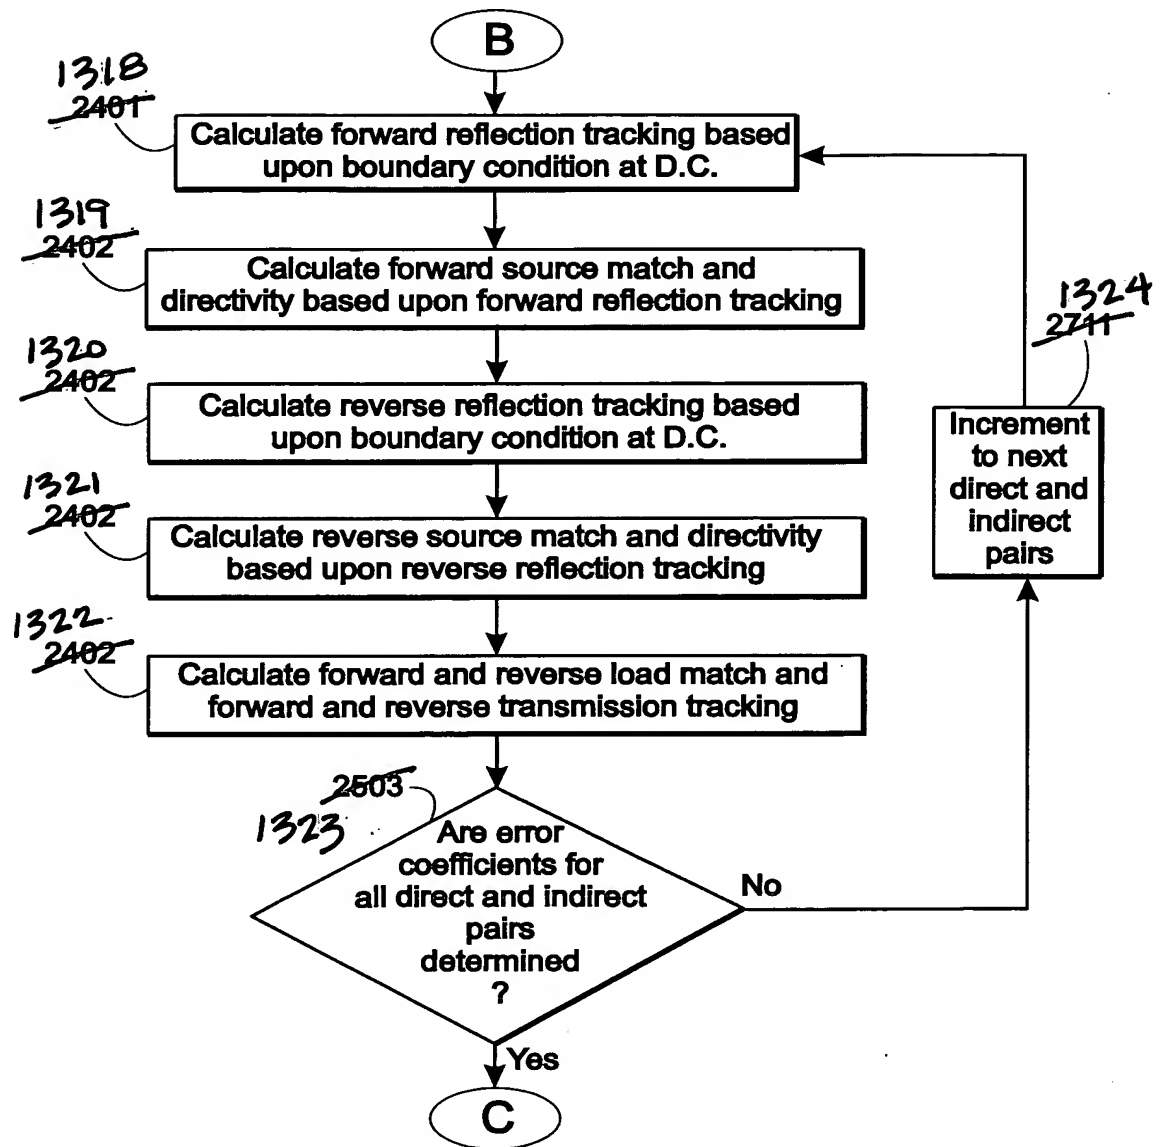 B
1318
2401
Calculate forward reflection tracking based
upon boundary condition at D.C.
1319
2402
Calculate forward source match and
directivity based upon forward reflection tracking
1324
2711
1320
2402
Calculate reverse reflection tracking based
upon boundary condition at D.C.
Increment
to next
direct and
indirect
pairs
1321
2402
Calculate reverse source match and directivity
based upon reverse reflection tracking
1322
2402
Calculate forward and reverse load match and
forward and reverse transmission tracking
2503
1323
Are error
coefficients for
all direct and indirect
pairs
determined
?
No
Yes
C